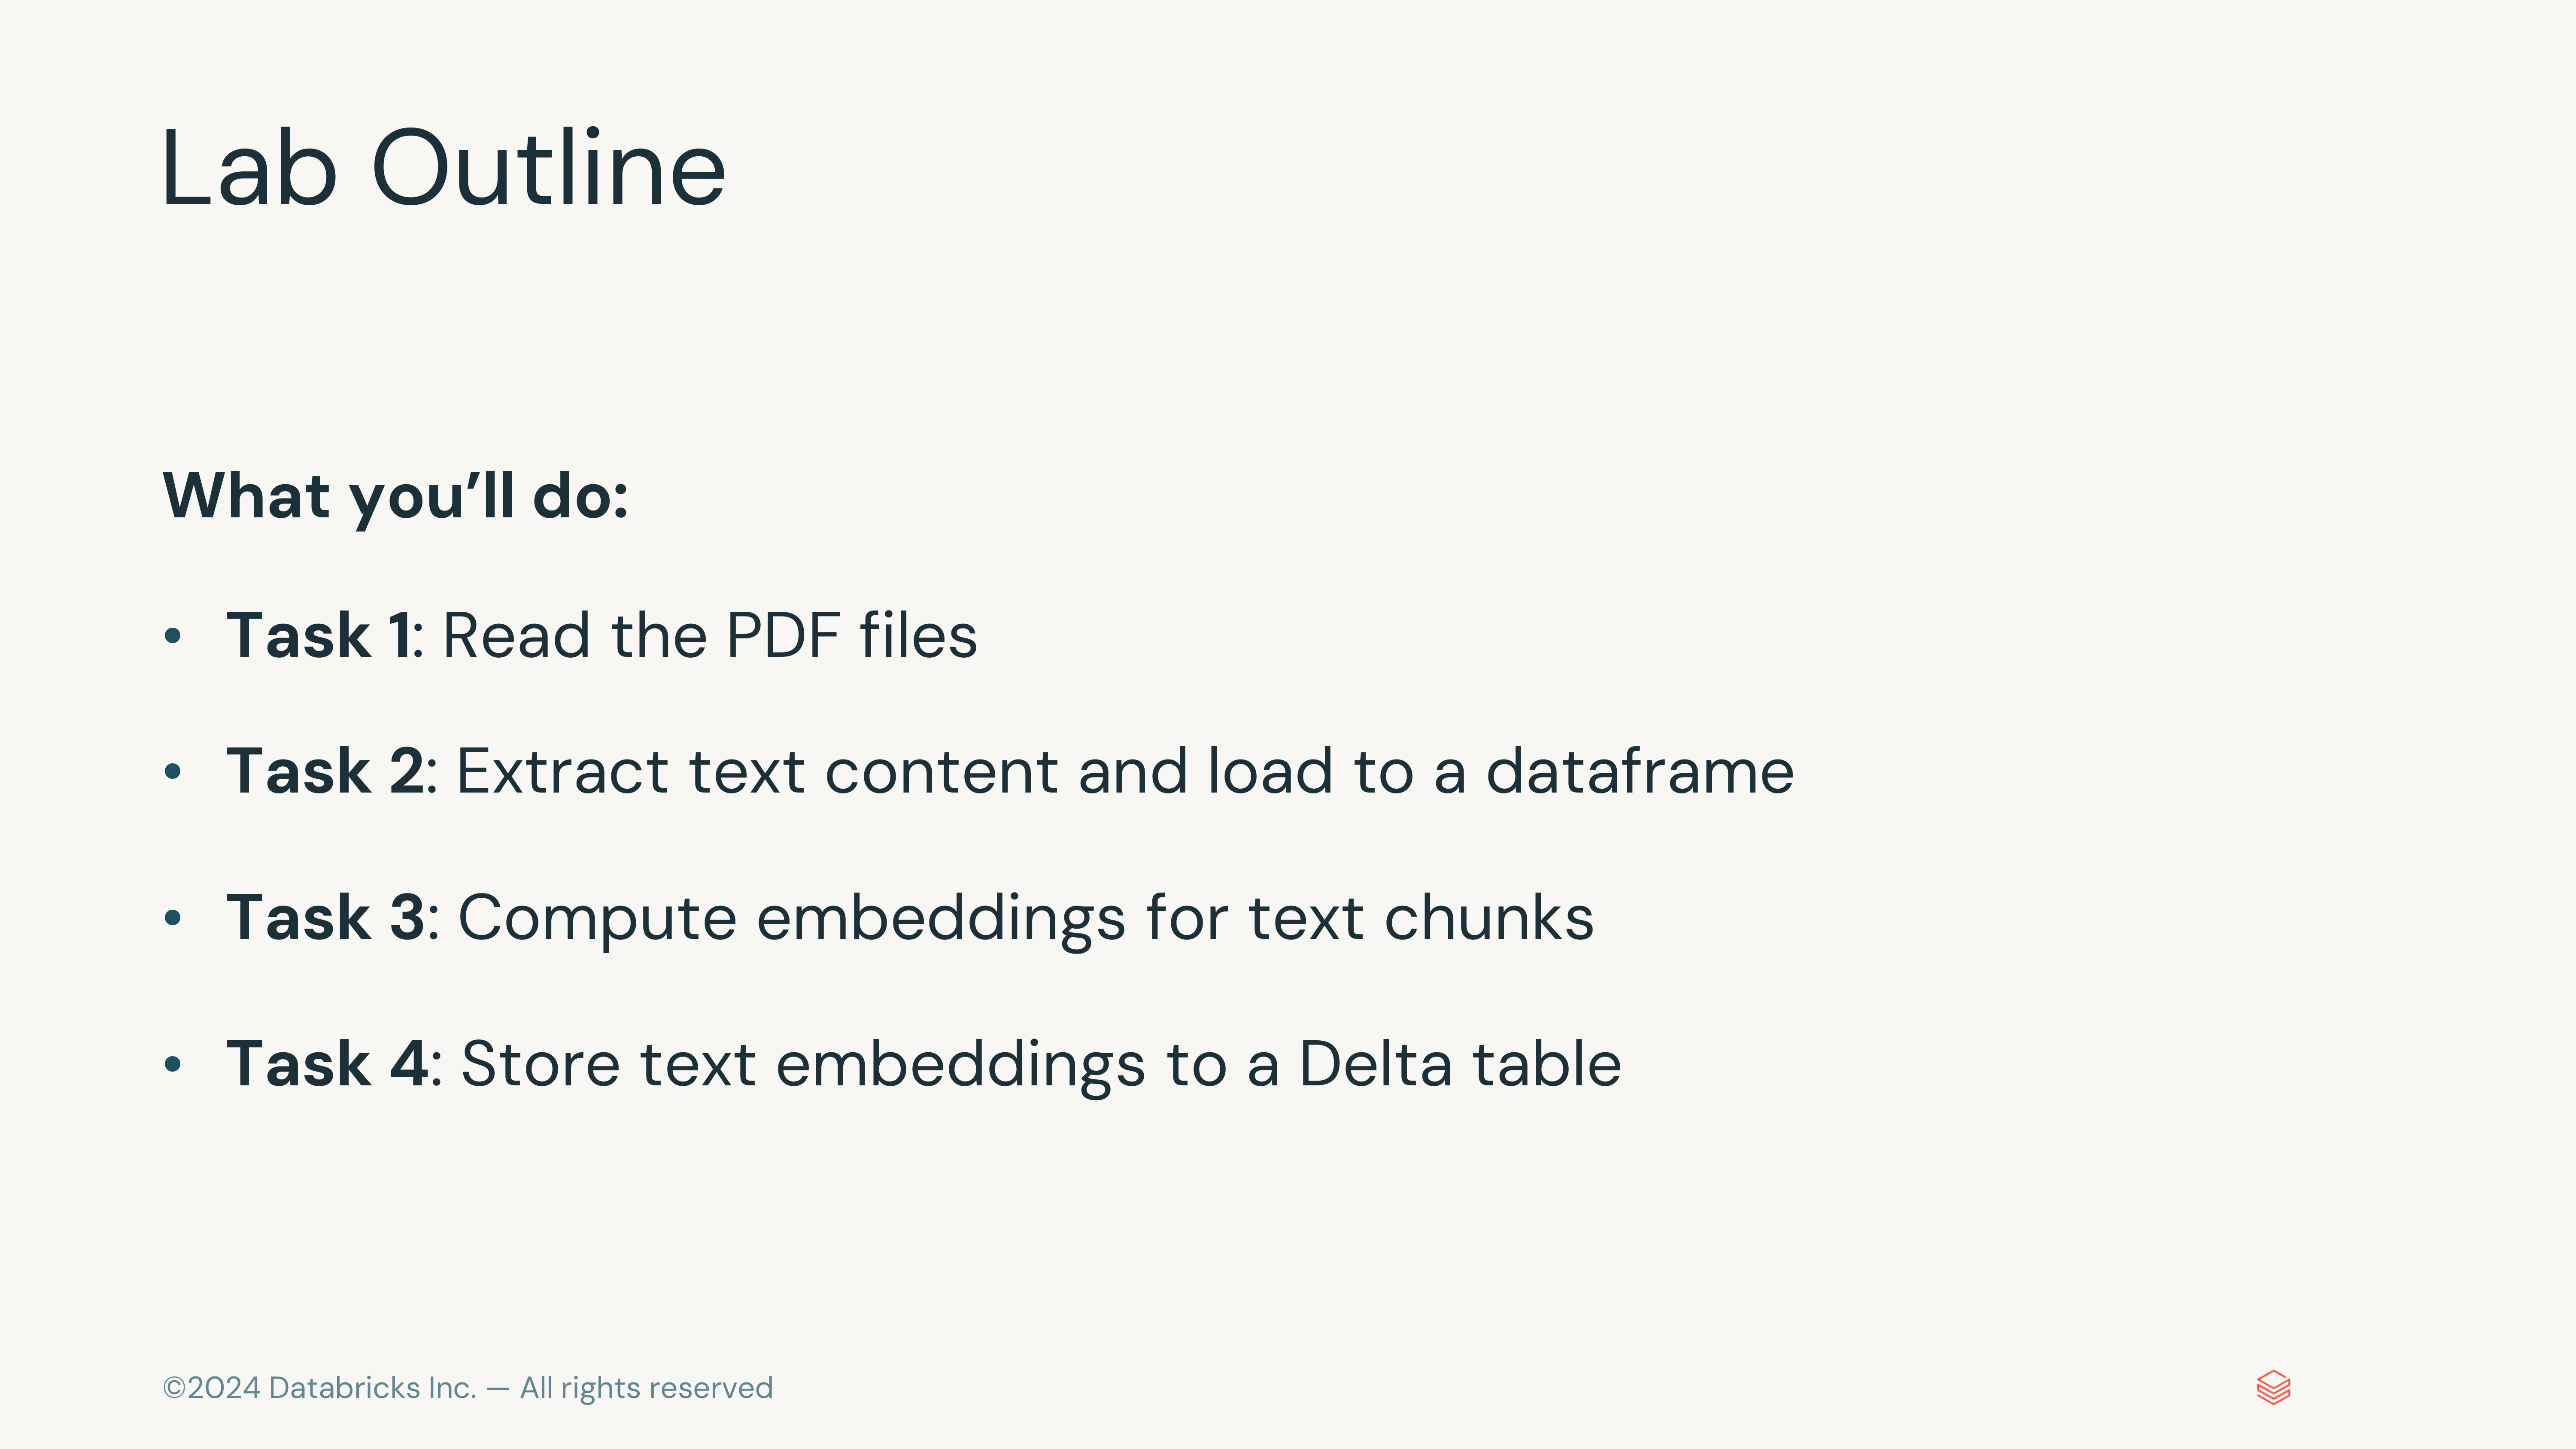 Lab Outline
What you’ll do:
• Task 1: Read the PDF files
• Task 2: Extract text content and load to a dataframe
• Task 3: Compute embeddings for text chunks
• Task 4: Store text embeddings to a Delta table
©2024 Databricks Inc. — All rights reserved